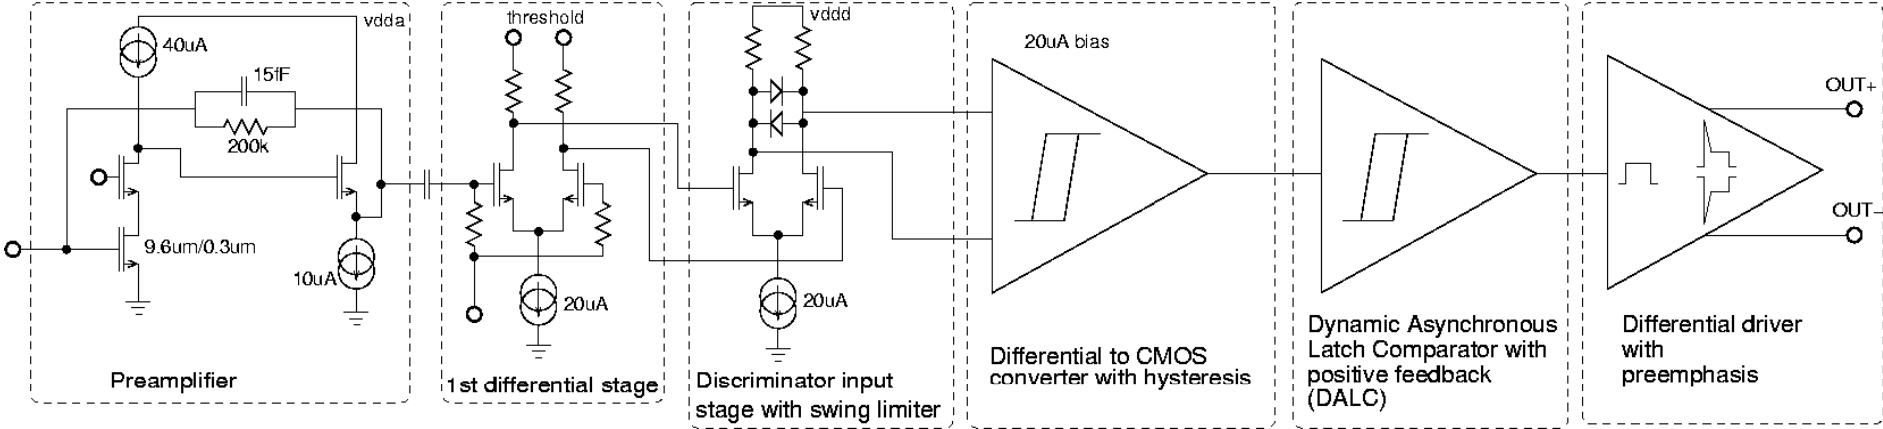 vdda
40uA
15fF
200k
9.6um/0.3um
10uA
Preamplifier
threshold
20uA
1st differential stage
vddd
20uA
Discriminator input
stage with swing limiter
20uA bias
Differential to CMOS
converter with hysteresis
Dynamic Asynchronous
Latch Comparator with
positive feedback
(DALC)
OUT+
OUT−
Differential driver
with
preemphasis